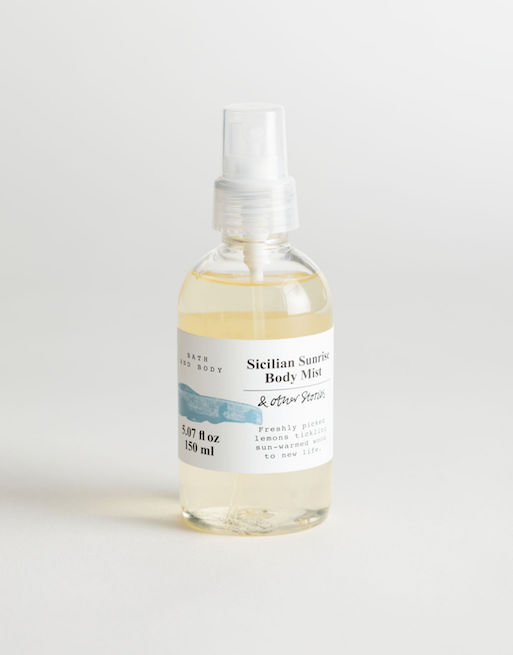 BATH
AND BODY
5.07 fl oz
150 ml
Sicilian Sunrise
Body Mist
& other Stories
Freshly picked
lemons tickling
sun-warmed wood
to new life.